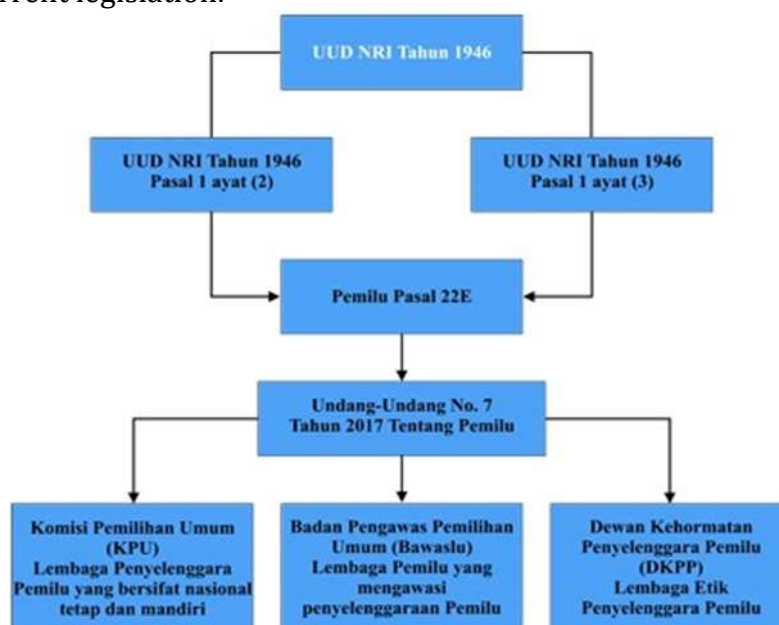 current legislation.
UUD NRI Tahun 1946
UUD NRI Tahun 1946
Pasal 1 ayat (2)
UUD NRI Tahun 1946
Pasal 1 ayat (3)
Pemilu Pasal 22E
Undang-Undang No. 7
Tahun 2017 Tentang Pemilu
Komisi Pemilihan Umum
(KPU)
Lembaga Penyelenggara
Pemilu yang bersifat nasional
tetap dan mandiri
Badan Pengawas Pemilihan
Umum (Bawaslu)
Lembaga Pemilu yang
mengawasi
penyelenggaraan Pemilu
Dewan Kehormatan
Penyelenggara Pemilu
(DKPP)
Lembaga Etik
Penyelenggara Pemilu